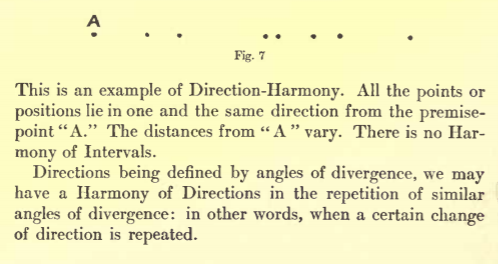 A
Fig. 7
This is an example of Direction-Harmony. All the points or
positions lie in one and the same direction from the premise-
point "A." The distances from "A" vary. There is no Har-
mony of Intervals.
Directions being defined by angles of divergence, we may
have a Harmony of Directions in the repetition of similar
angles of divergence: in other words, when a certain change
of direction is repeated.